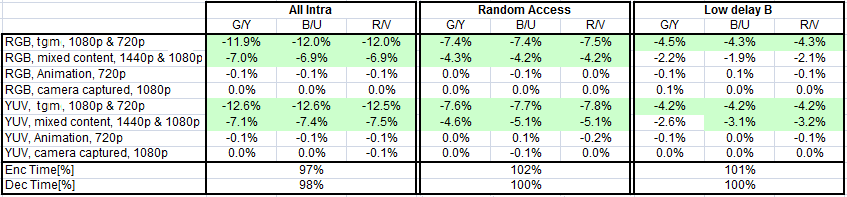 All Intra Random Access Low delay B
G/Y B/U R/V G/Y B/U R/V G/Y B/U R/V
RGB, tgm, 1080p & 720p -11.9% -12.0% -12.0% -7.4% -7.4% -7.5% -4.5% -4.3% -4.3%
RGB, mixed content, 1440p & 1080p -7.0% -6.9% -6.9% -4.3% -4.2% -4.2% -2.2% -1.9% -2.1%
RGB, Animation, 720p -0.1% -0.1% -0.1% 0.0% -0.1% 0.0% -0.1% 0.1% -0.1%
RGB, camera captured, 1080p 0.0% 0.0% 0.0% 0.0% 0.0% 0.0% 0.1% 0.0% 0.0%
YUV, tgm, 1080p & 720p -12.6% -12.6% -12.5% -7.6% -7.7% -7.8% -4.2% -4.2% -4.2%
YUV, mixed content, 1440p & 1080p -7.1% -7.4% -7.5% -4.6% -5.1% -5.1% -2.6% -3.1% -3.2%
YUV, Animation, 720p -0.1% -0.1% -0.1% 0.0% 0.1% -0.2% -0.1% 0.0% -0.1%
YUV, camera captured, 1080p 0.0% 0.0% -0.1% 0.0% -0.1% 0.0% 0.0% 0.0% 0.0%
Enc Time[%] 97% 102% 101%
Dec Time[%] 98% 100% 100%